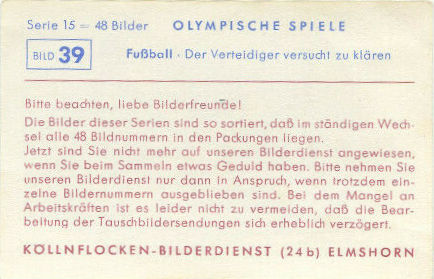 Serie 15 = 48 Bilder OLYMPISCHE SPIELE
BILD 39 Fußball · Der Verteidiger versucht zu klären
Bitte beachten, liebe Bilderfreunde!
Die Bilder dieser Serien sind so sortiert, daß im ständigen Wech-
sel alle 48 Bildnummern in den Packungen liegen.
Jetzt sind Sie nicht mehr auf unseren Bilderdienst angewiesen,
wenn Sie beim Sammeln etwas Geduld haben. Bitte nehmen Sie
unseren Bilderdienst nur dann in Anspruch, wenn trotzdem ein-
zelne Bildernummern ausgeblieben sind. Bei dem Mangel an
Arbeitskräften ist es leider nicht zu vermeiden, daß die Bear-
beitung der Tauschbildersendungen sich erheblich verzögert.
KÖLLNFLOCKEN-BILDERDIENST (24b) ELMSHORN